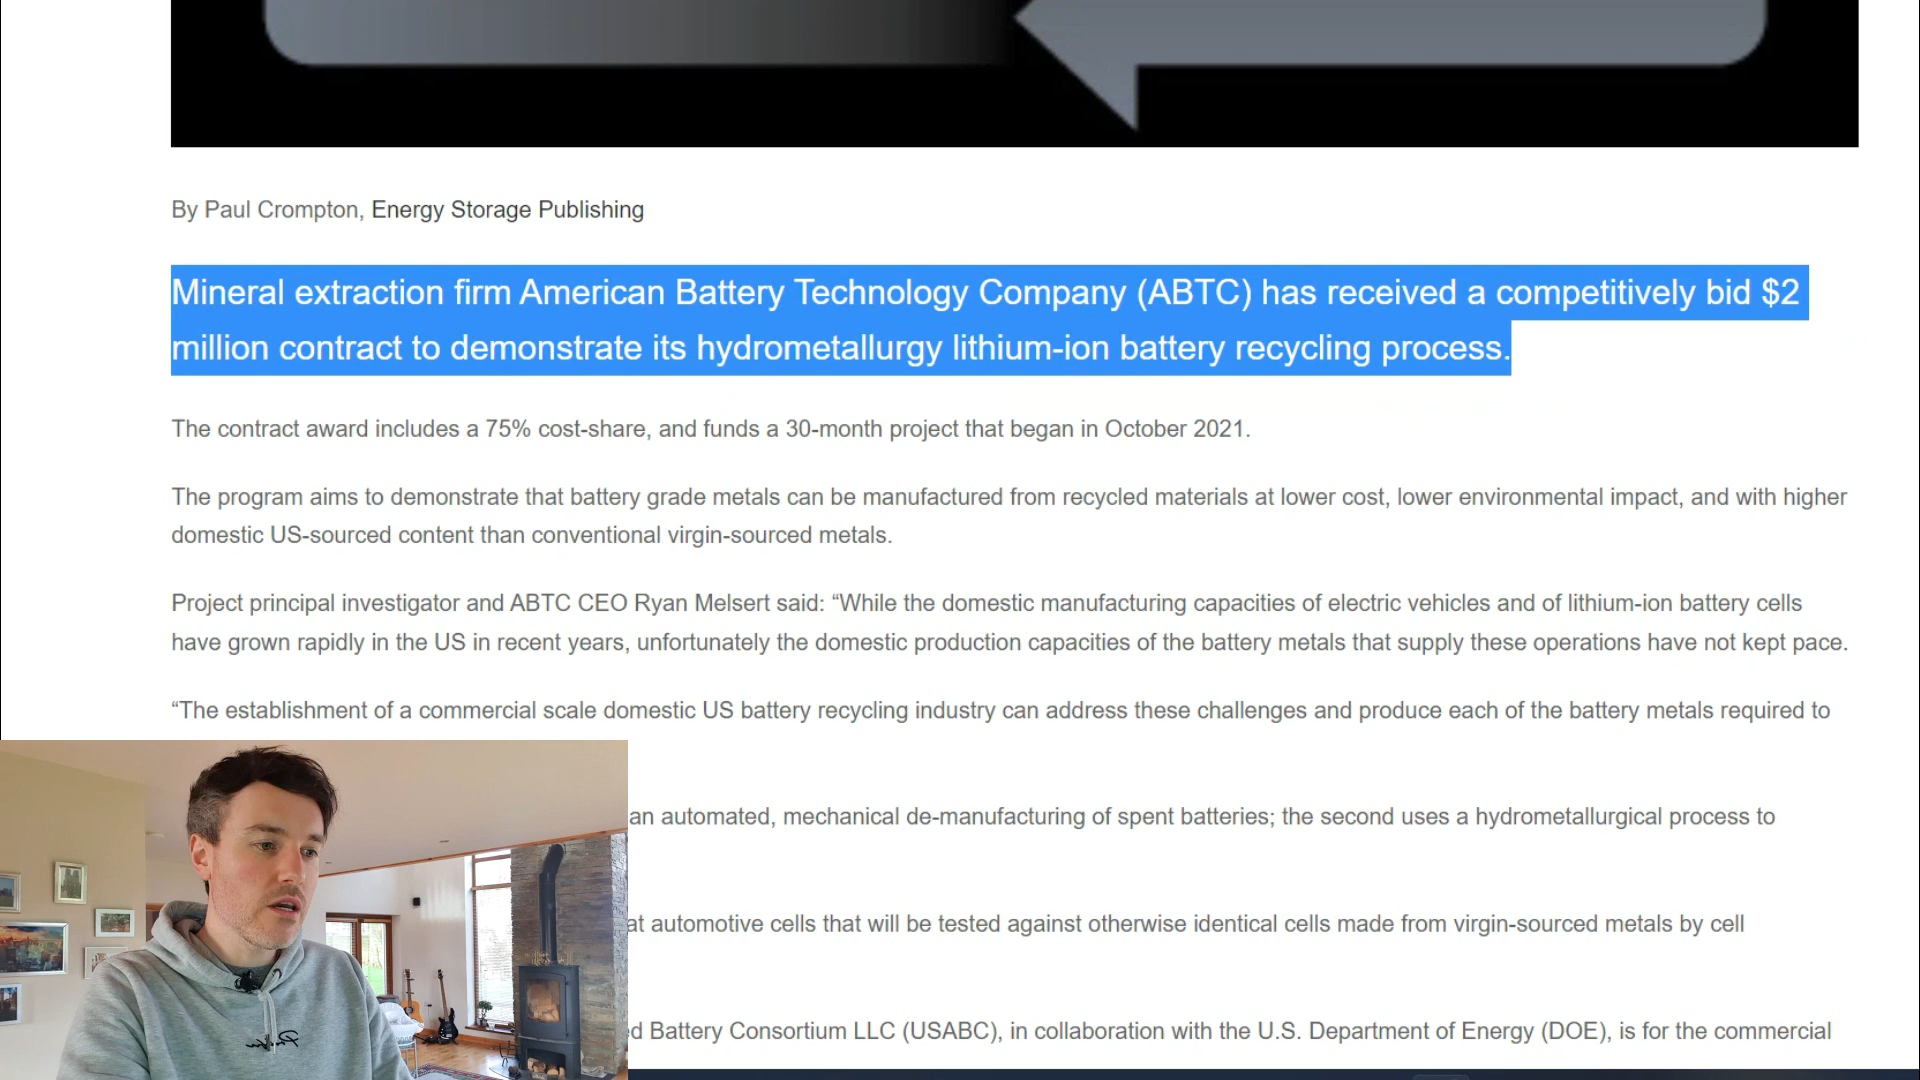 By Paul Crompton, Energy Storage Publishing
Mineral extraction firm American Battery Technology Company (ABTC) has received a competitively bid $2
million contract to demonstrate its hydrometallurgy lithium-ion battery recycling process.
The contract award includes a 75% cost-share, and funds a 30-month project that began in October 2021.
The program aims to demonstrate that battery grade metals can be manufactured from recycled materials at lower cost, lower environmental impact, and with higher
domestic US-sourced content than conventional virgin-sourced metals.
Project principal investigator and ABTC CEO Ryan Melsert said: “While the domestic manufacturing capacities of electric vehicles and of lithium-ion battery cells
have grown rapidly in the US in recent years, unfortunately the domestic production capacities of the battery metals that supply these operations have not kept pace.
“The establishment of a commercial scale domestic US battery recycling industry can address these challenges and produce each of the battery metals required to
an automated, mechanical de-manufacturing of spent batteries; the second uses a hydrometallurgical process to
at automotive cells that will be tested against otherwise identical cells made from virgin-sourced metals by cell
d Battery Consortium LLC (USABC), in collaboration with the U.S. Department of Energy (DOE), is for the commercial